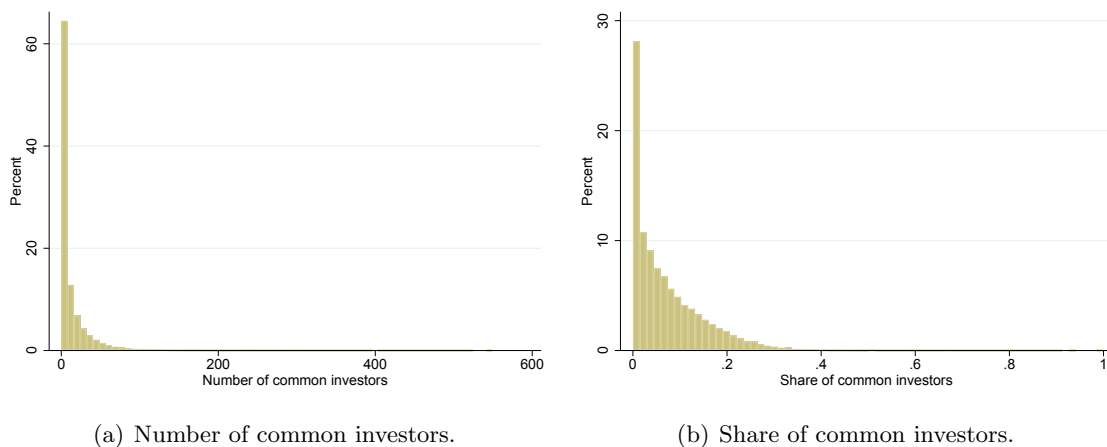 60
40
20
0
Percent
0 200 400 600
Number of common investors
(a) Number of common investors.
30
20
10
0
Percent
0 .2 .4 .6 .8 1
Share of common investors
(b) Share of common investors.